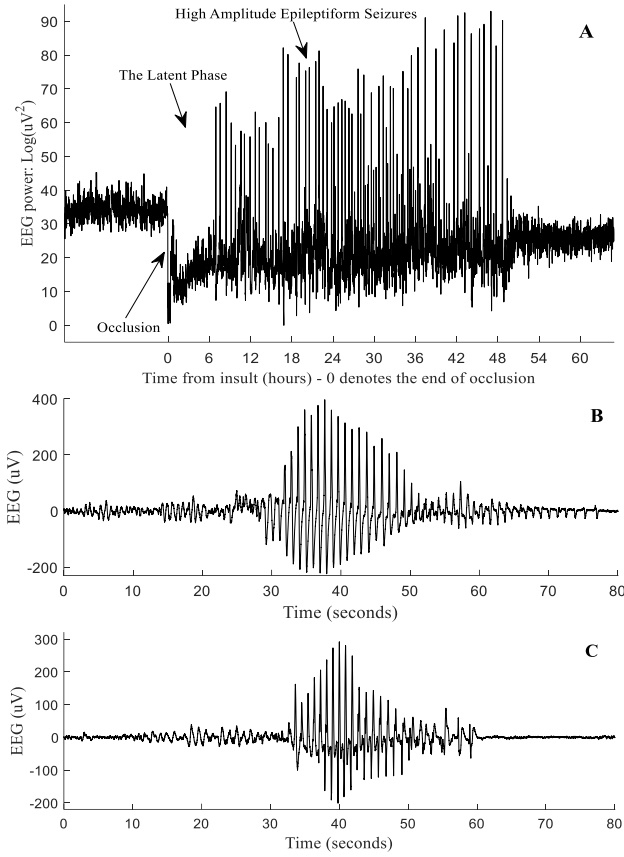 High Amplitude Epileptiform Seizures
A
The Latent Phase
EEG power: Log(uV²)
90
80
70
60
50
40
30
20
10
0
Occlusion
0 6 12 18 24 30 36 42 48 54 60
Time from insult (hours) - 0 denotes the end of occlusion
B
EEG (uV)
400
200
0
-200
0 10 20 30 40 50 60 70 80
Time (seconds)
C
EEG (uV)
300
200
100
0
-100
-200
0 10 20 30 40 50 60 70 80
Time (seconds)